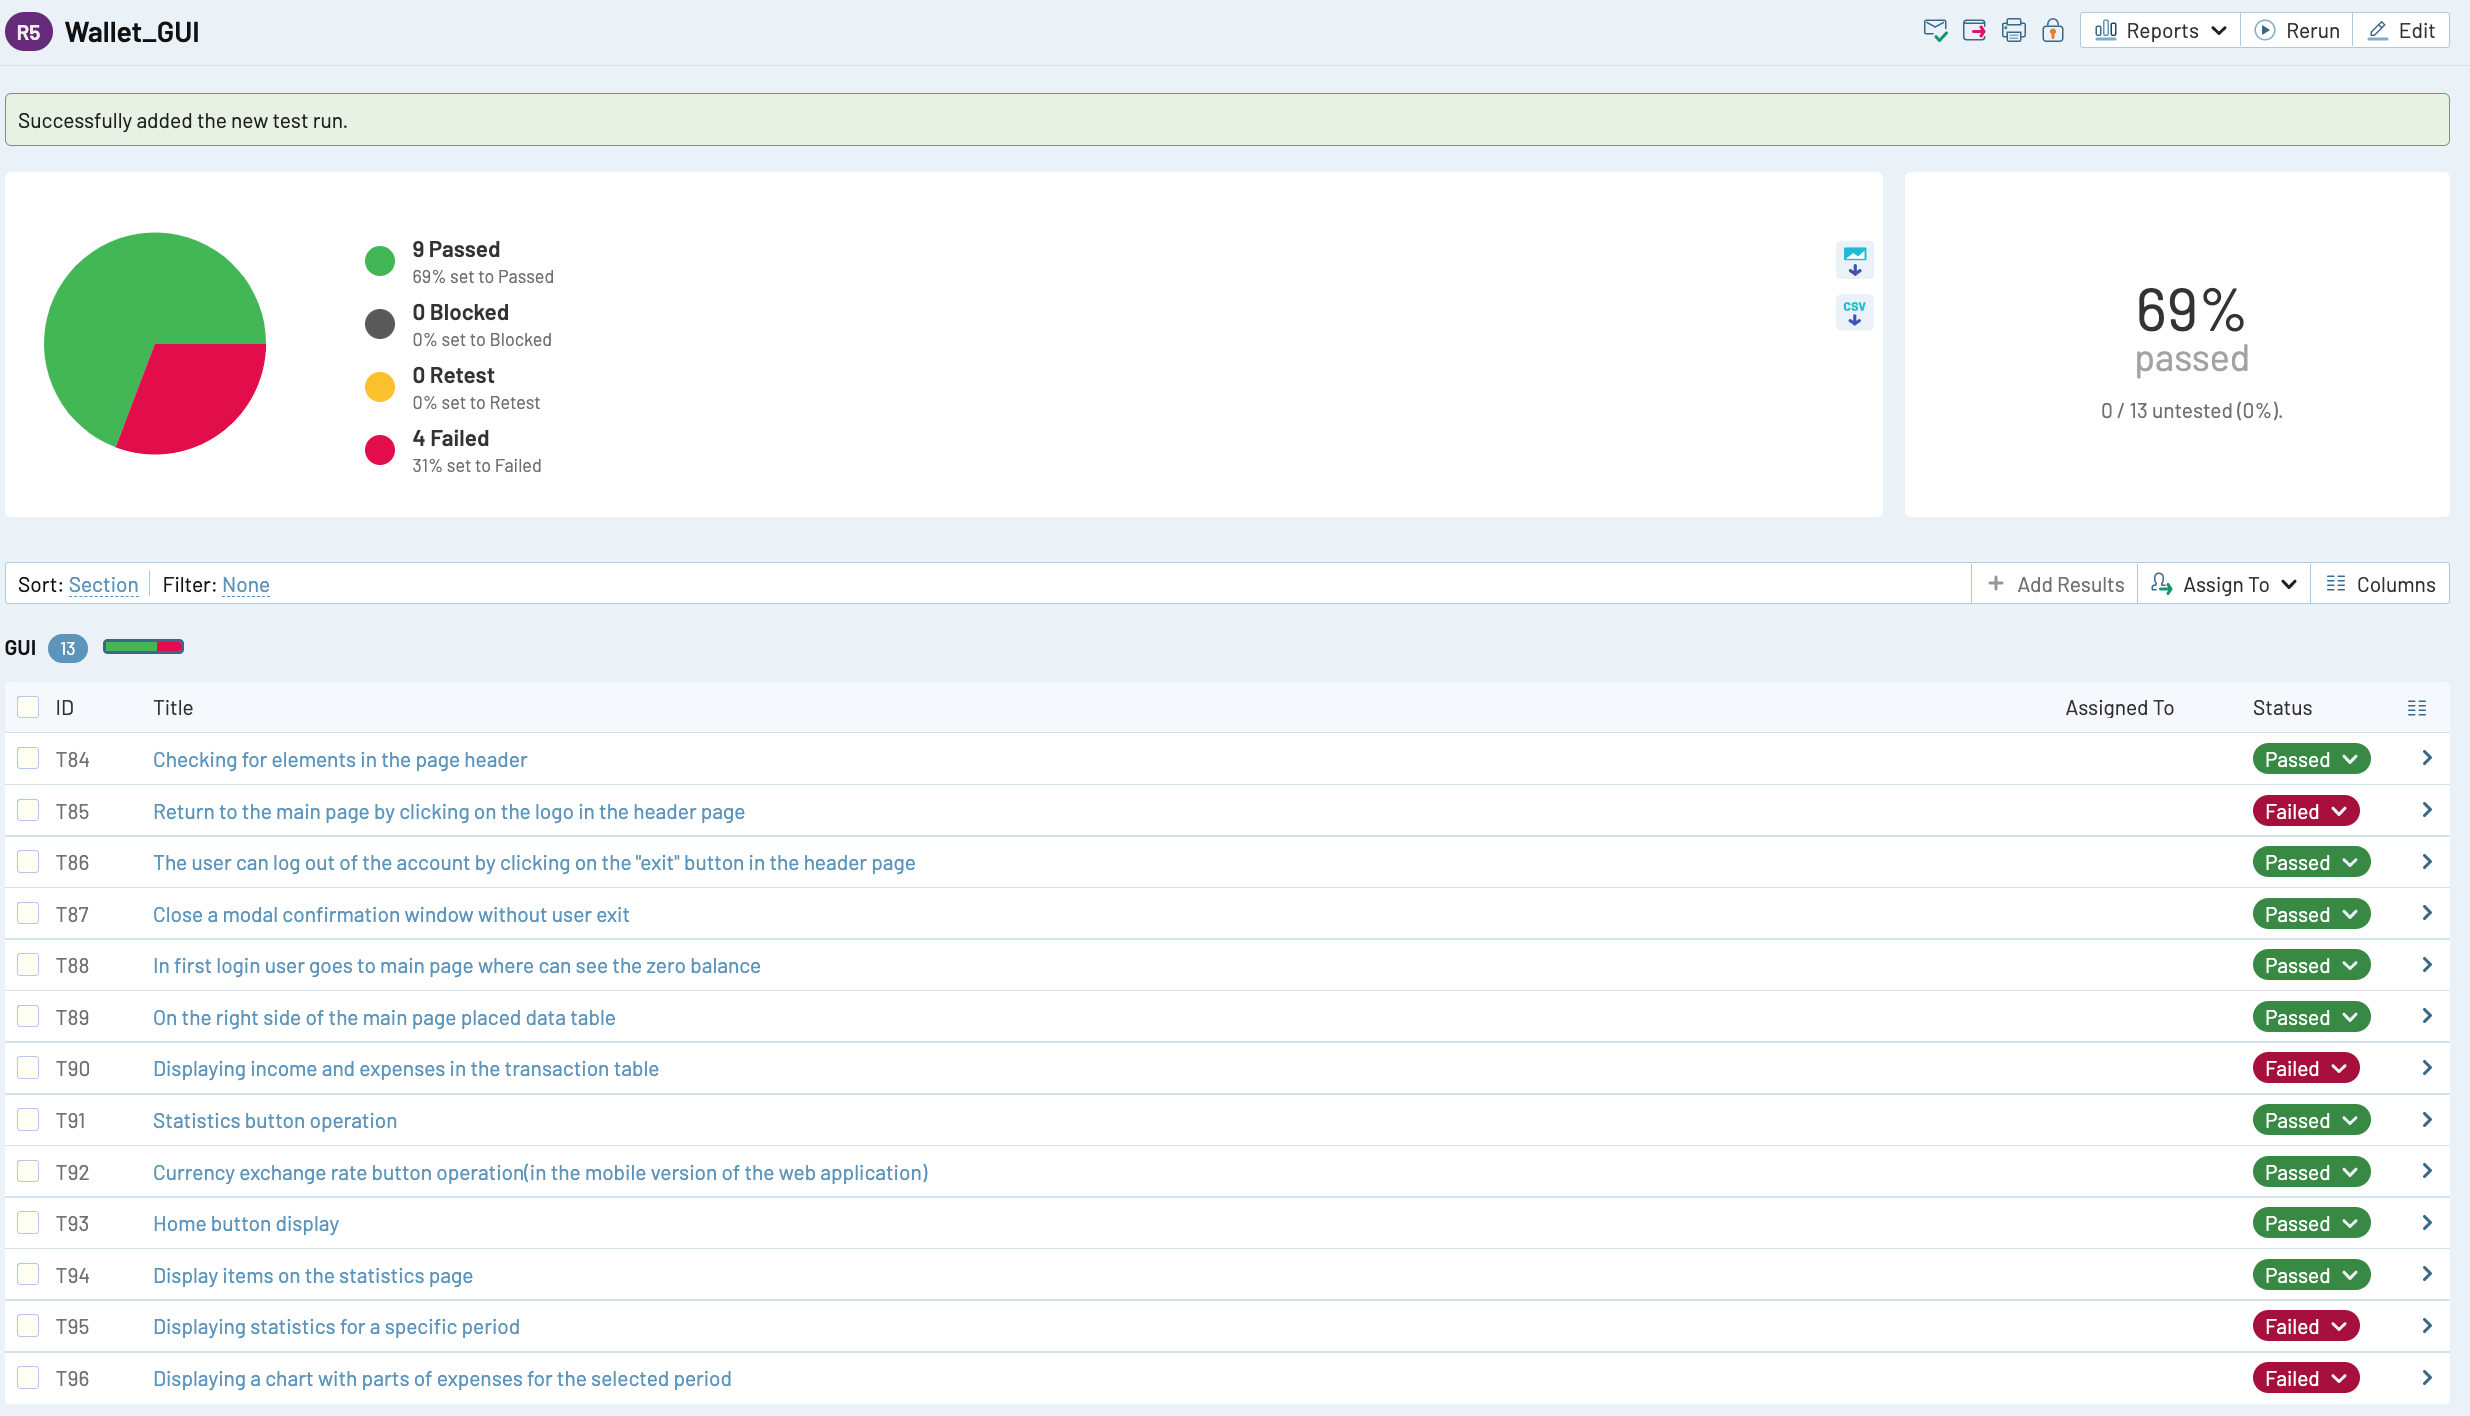 R5 Wallet_GUI Reports Rerun Edit
Successfully added the new test run.
9 Passed
69% set to Passed
0 Blocked
0% set to Blocked
0 Retest
0% set to Retest
4 Failed
31% set to Failed
CSV
69%
passed
0 / 13 untested (0%).
Sort: Section Filter: None + Add Results Assign To Columns
GUI 13
ID Title Assigned To Status
T84 Checking for elements in the page header Passed
T85 Return to the main page by clicking on the logo in the header page Failed
T86 The user can log out of the account by clicking on the "exit" button in the header page Passed
T87 Close a modal confirmation window without user exit Passed
T88 In first login user goes to main page where can see the zero balance Passed
T89 On the right side of the main page placed data table Passed
T90 Displaying income and expenses in the transaction table Failed
T91 Statistics button operation Passed
T92 Currency exchange rate button operation(in the mobile version of the web application) Passed
T93 Home button display Passed
T94 Display items on the statistics page Passed
T95 Displaying statistics for a specific period Failed
T96 Displaying a chart with parts of expenses for the selected period Failed